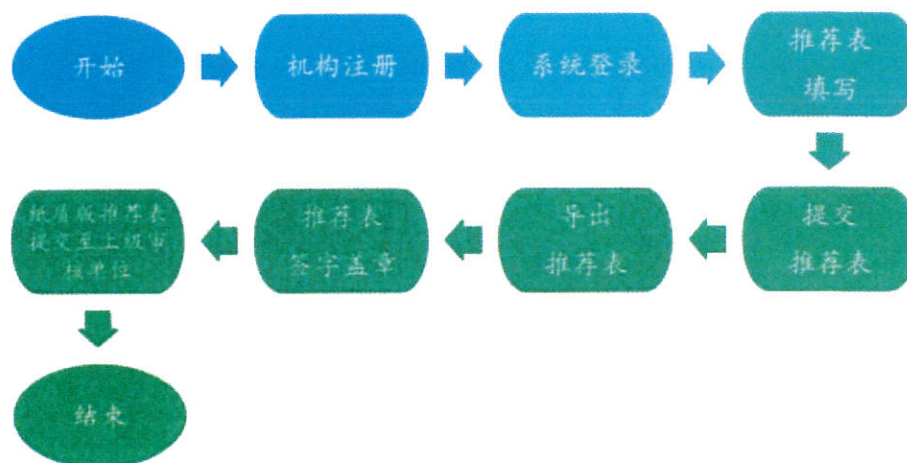 开始
机构注册
系统登录
推荐表
填写
提交
推荐表
导出
推荐表
推荐表
签字盖章
纸质版推荐表
提交至上级审
核单位
结束